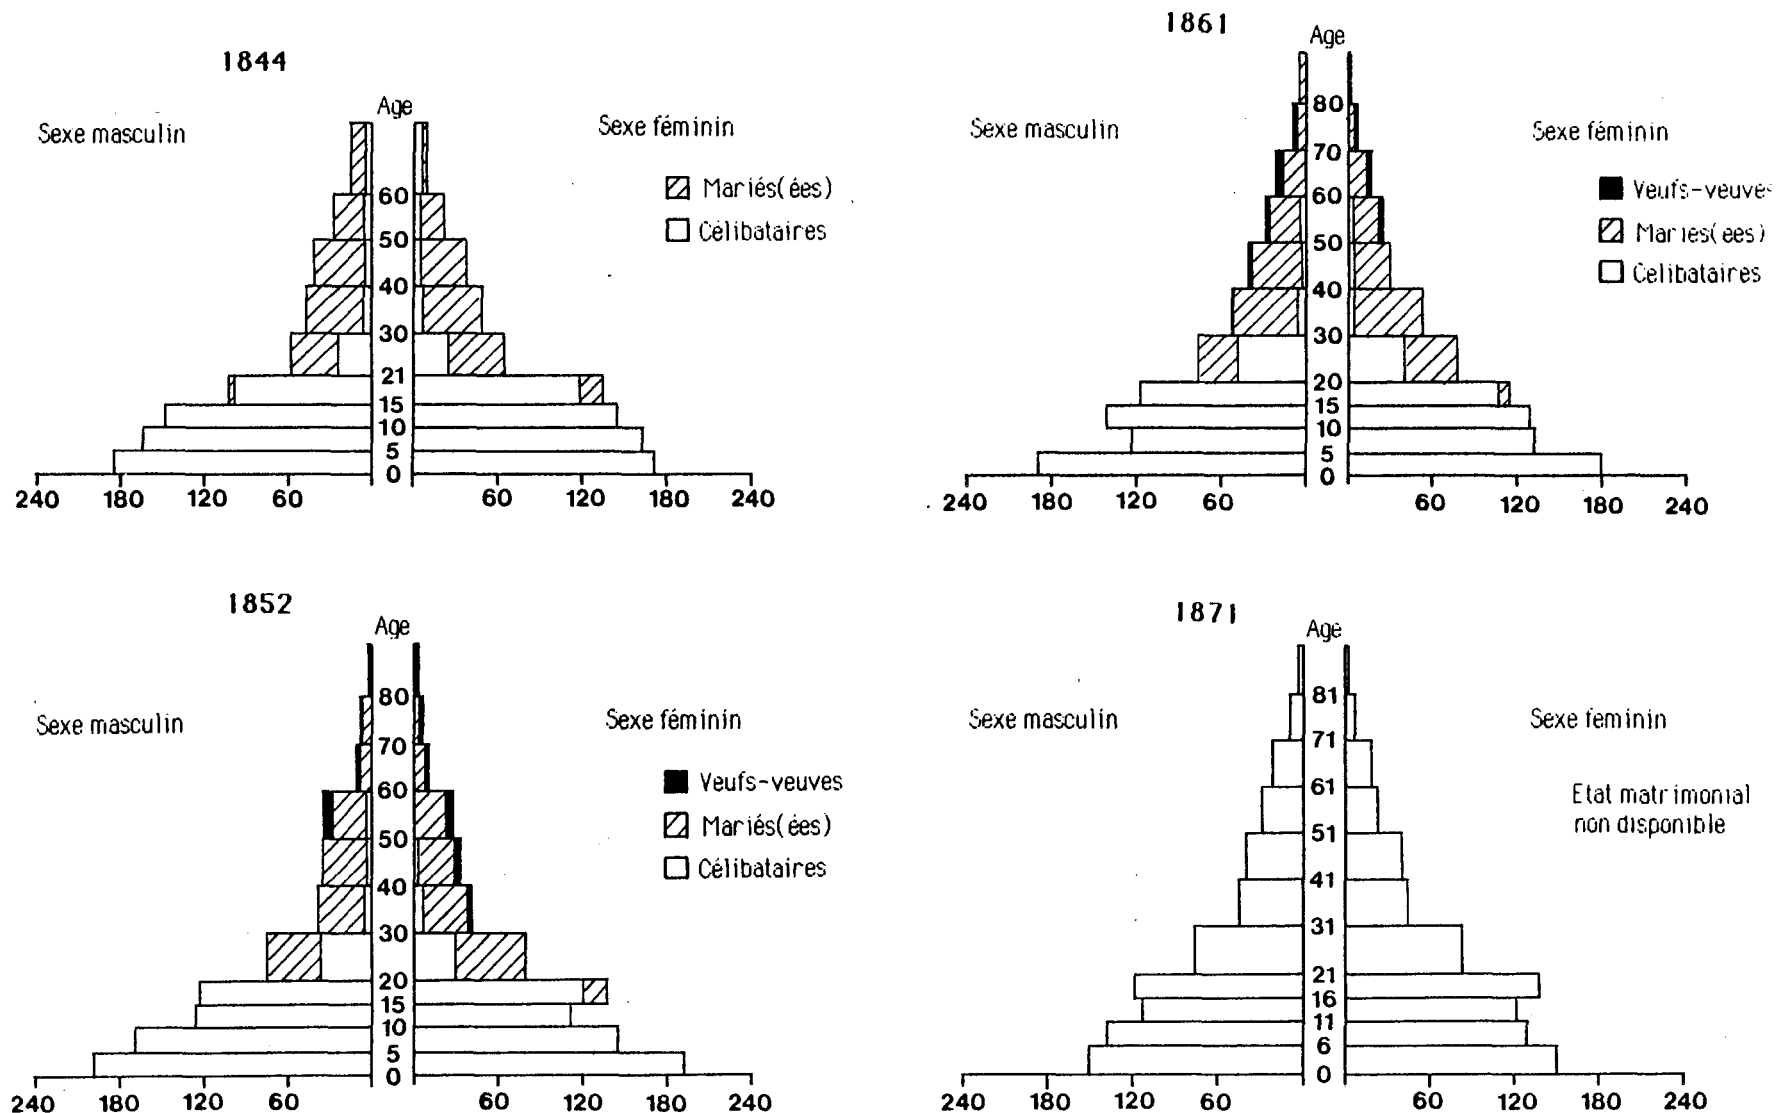 1844
Age
Sexe masculin
Sexe féminin
Mariés(ées)
Célibataires
60
50
40
30
21
15
10
5
0
240 180 120 60 60 120 180 240
1861
Age
Sexe masculin
Sexe féminin
Veufs-veuves
Mariés(ees)
Celibataires
80
70
60
50
40
30
20
15
10
5
0
240 180 120 60 60 120 180 240
1852
Age
Sexe masculin
Sexe féminin
Veufs-veuves
Mariés(ées)
Célibataires
80
70
60
50
40
30
20
15
10
5
0
240 180 120 60 60 120 180 240
1871
Age
Sexe masculin
Sexe feminin
Etat matrimonial
non disponible
81
71
61
51
41
31
21
16
11
6
0
240 180 120 60 60 120 180 240